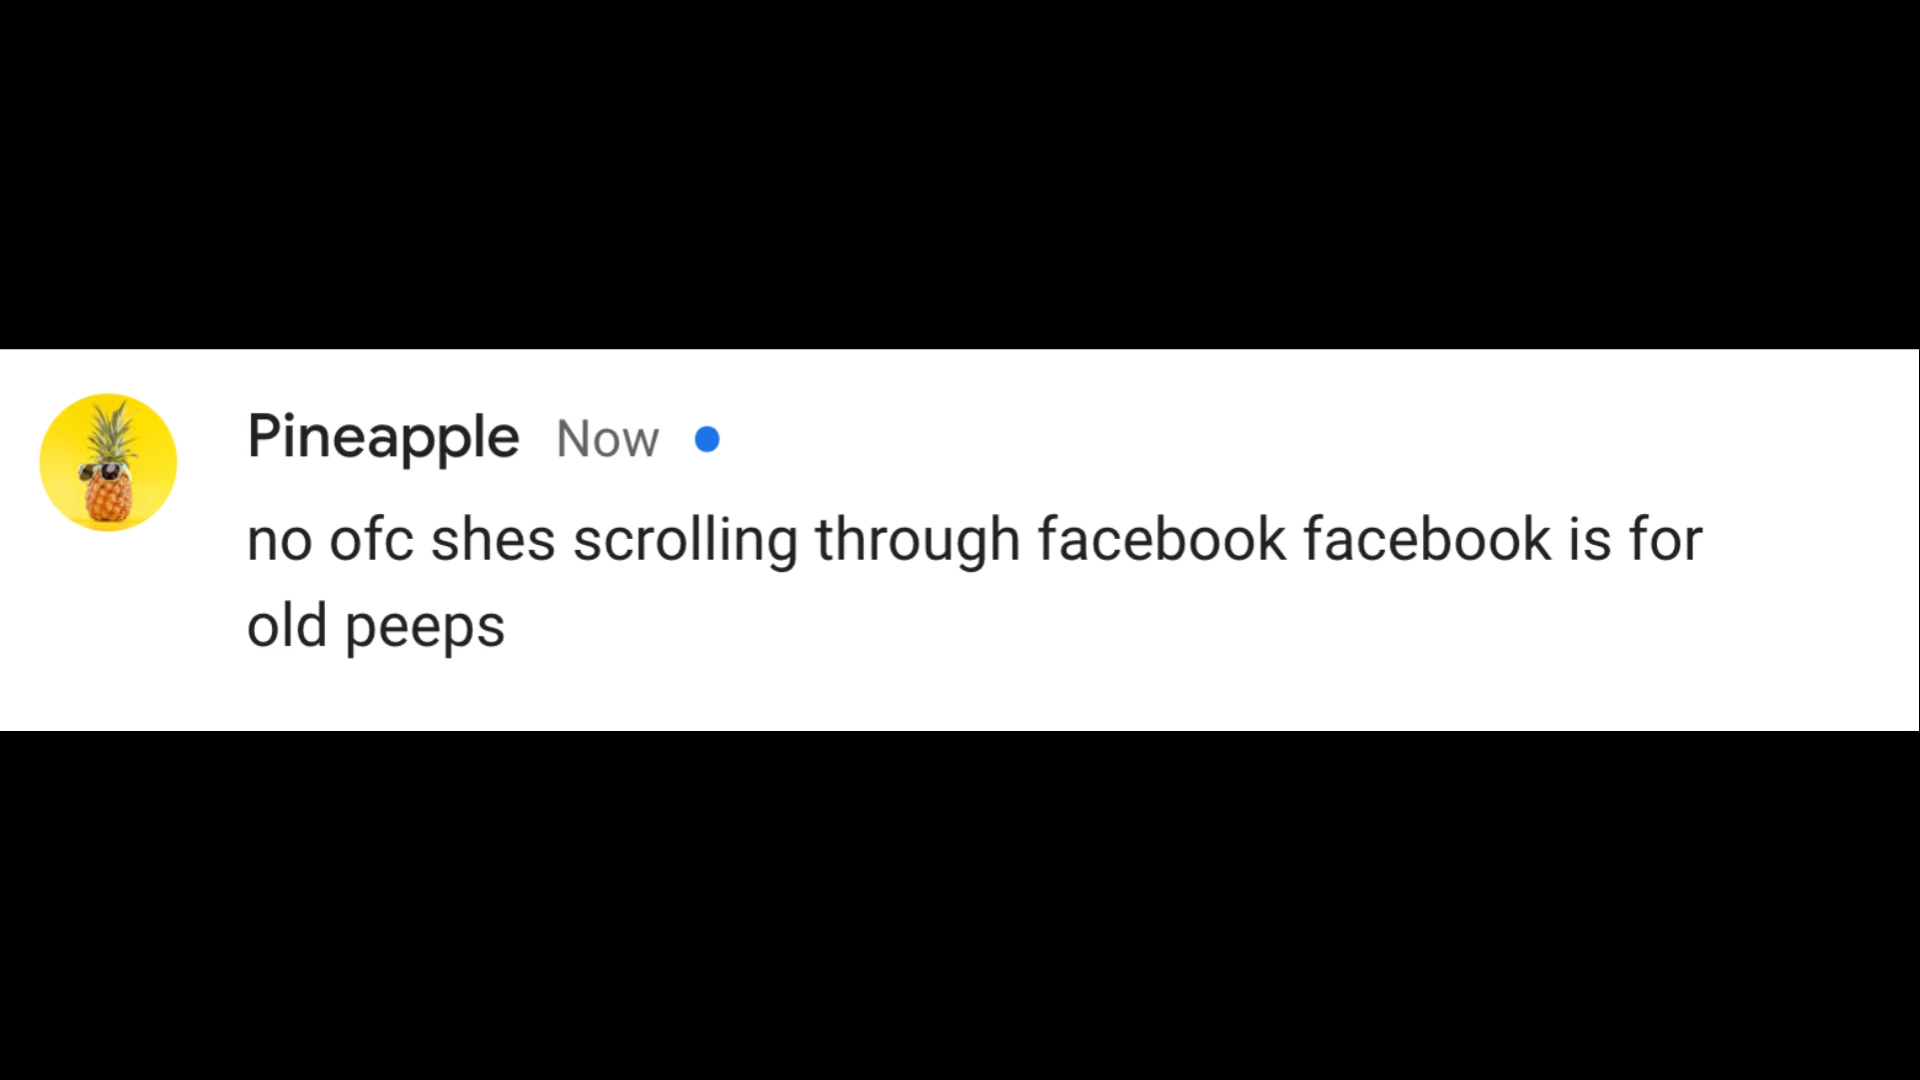 Pineapple Now
no ofc shes scrolling through facebook facebook is for
old peeps